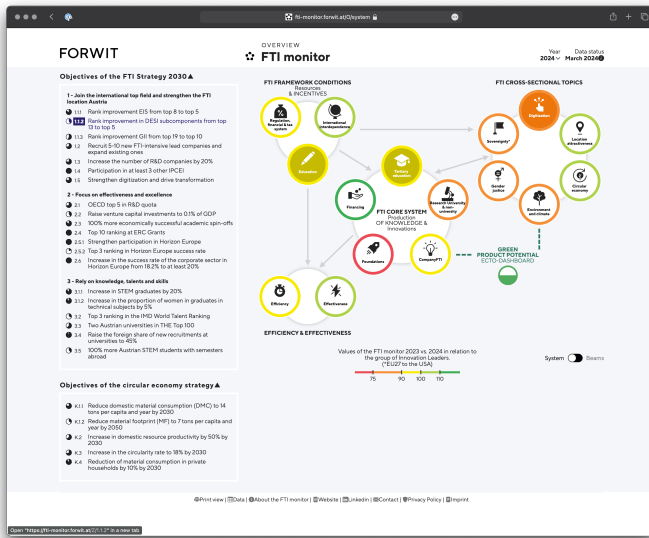 fti-monitor.forwit.at/O/system
FORWIT
OVERVIEW
FTI monitor
Year
2024
Data status
March 2024
Objectives of the FTI Strategy 2030▲
1 - Join the international top field and strengthen the FTI
location Austria
1.1.1 Rank improvement EIS from top 8 to top 5
1.1.2 Rank improvement in DESI subcomponents from top
13 to top 5
1.1.3 Rank improvement GII from top 19 to top 10
1.2 Recruit 5-10 new FTI-intensive lead companies and
expand existing ones
1.3 Increase the number of R&D companies by 20%
1.4 Participation in at least 3 other IPCEI
1.5 Strengthen digitization and drive transformation
2 - Focus on effectiveness and excellence
2.1 OECD top 5 in R&D quota
2.2 Raise venture capital investments to 0.1% of GDP
2.3 100% more economically successful academic spin-offs
2.4 Top 10 ranking at ERC Grants
2.5.1 Strengthen participation in Horizon Europe
2.5.2 Top 3 ranking in Horizon Europe success rate
2.6 Increase in the success rate of the corporate sector in
Horizon Europe from 18.2% to at least 20%
3 - Rely on knowledge, talents and skills
3.1.1 Increase in STEM graduates by 20%
3.1.2 Increase in the proportion of women in graduates in
technical subjects by 5%
3.2 Top 3 ranking in the IMD World Talent Ranking
3.3 Two Austrian universities in THE Top 100
3.4 Raise the foreign share of new recruitments at
universities to 45%
3.5 100% more Austrian STEM students with semesters
abroad
Objectives of the circular economy strategy▲
K.1.1 Reduce domestic material consumption (DMC) to 14
tons per capita and year by 2030
K.1.2 Reduce material footprint (MF) to 7 tons per capita and
year by 2050
K.2 Increase in domestic resource productivity by 50% by
2030
K.3 Increase in the circularity rate to 18% by 2030
K.4 Reduction of material consumption in private
households by 10% by 2030
FTI FRAMEWORK CONDITIONS
Resources
& INCENTIVES
Regulation,
financial & tax
system
International
interdependence
Education
Tertiary
education
Financing
Research University
& non-
university
FTI CORE SYSTEM
Production
OF KNOWLEDGE &
Innovations
Foundations
CompanyFTI
Efficiency
Effectiveness
EFFICIENCY & EFFECTIVENESS
FTI CROSS-SECTIONAL TOPICS
Digitization
Sovereignty*
Location
attractiveness
Gender
justice
Circular
economy
Environment
and climate
GREEN
PRODUCT POTENTIAL
ECTO-DASHBOARD
Values of the FTI monitor 2023 vs. 2024 in relation to
the group of Innovation Leaders.
(*EU27 to the USA)
75 90 100 110
System Beams
Print view | Data | About the FTI monitor | Website | Linkedin | Contact | Privacy Policy | Imprint
Open "https://fti-monitor.forwit.at/Z/1.1.2" in a new tab